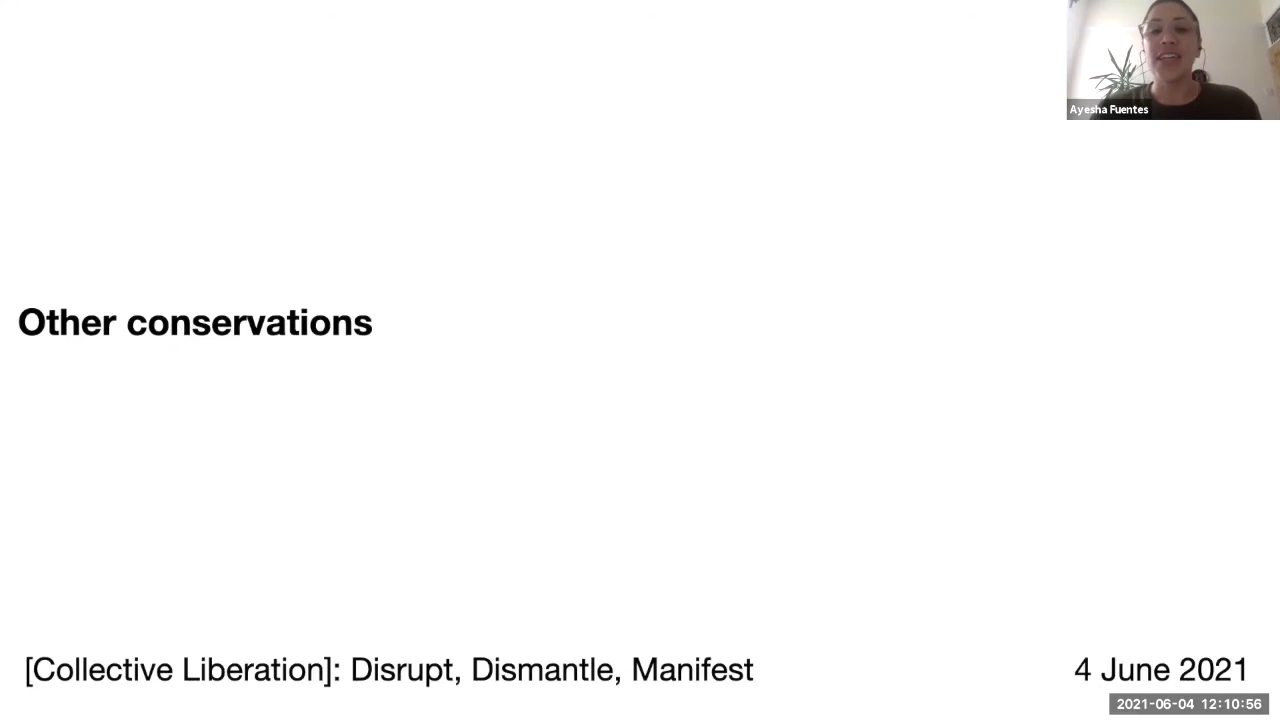 Ayesha Fuentes
Other conservations
[Collective Liberation]: Disrupt, Dismantle, Manifest
4 June 2021
2021-06-04 12:10:56